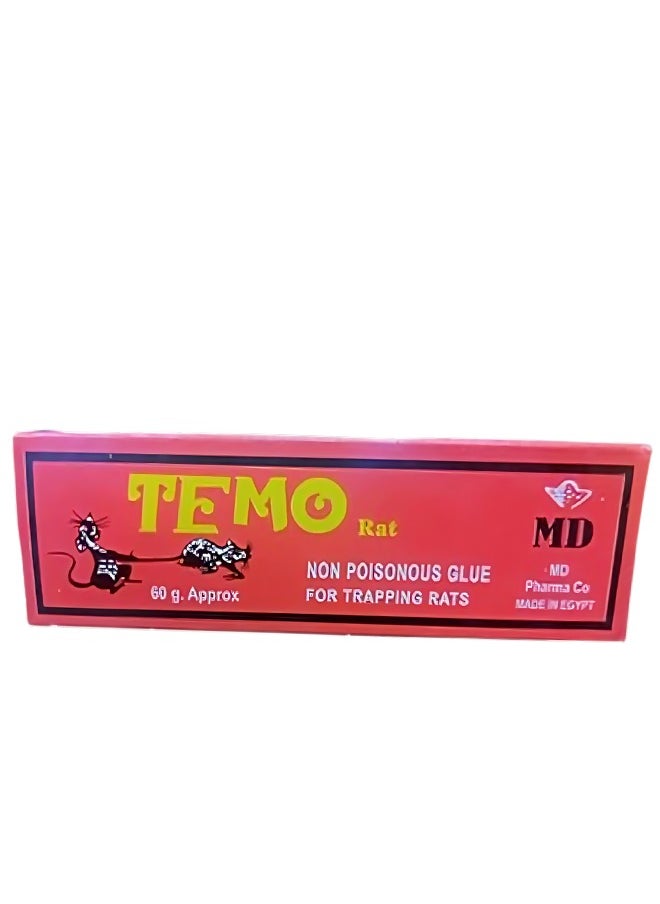 TEMO Rat
60 g. Approx
NON POISONOUS GLUE
FOR TRAPPING RATS
MD
MD
Pharma Co
MADE IN EGYPT